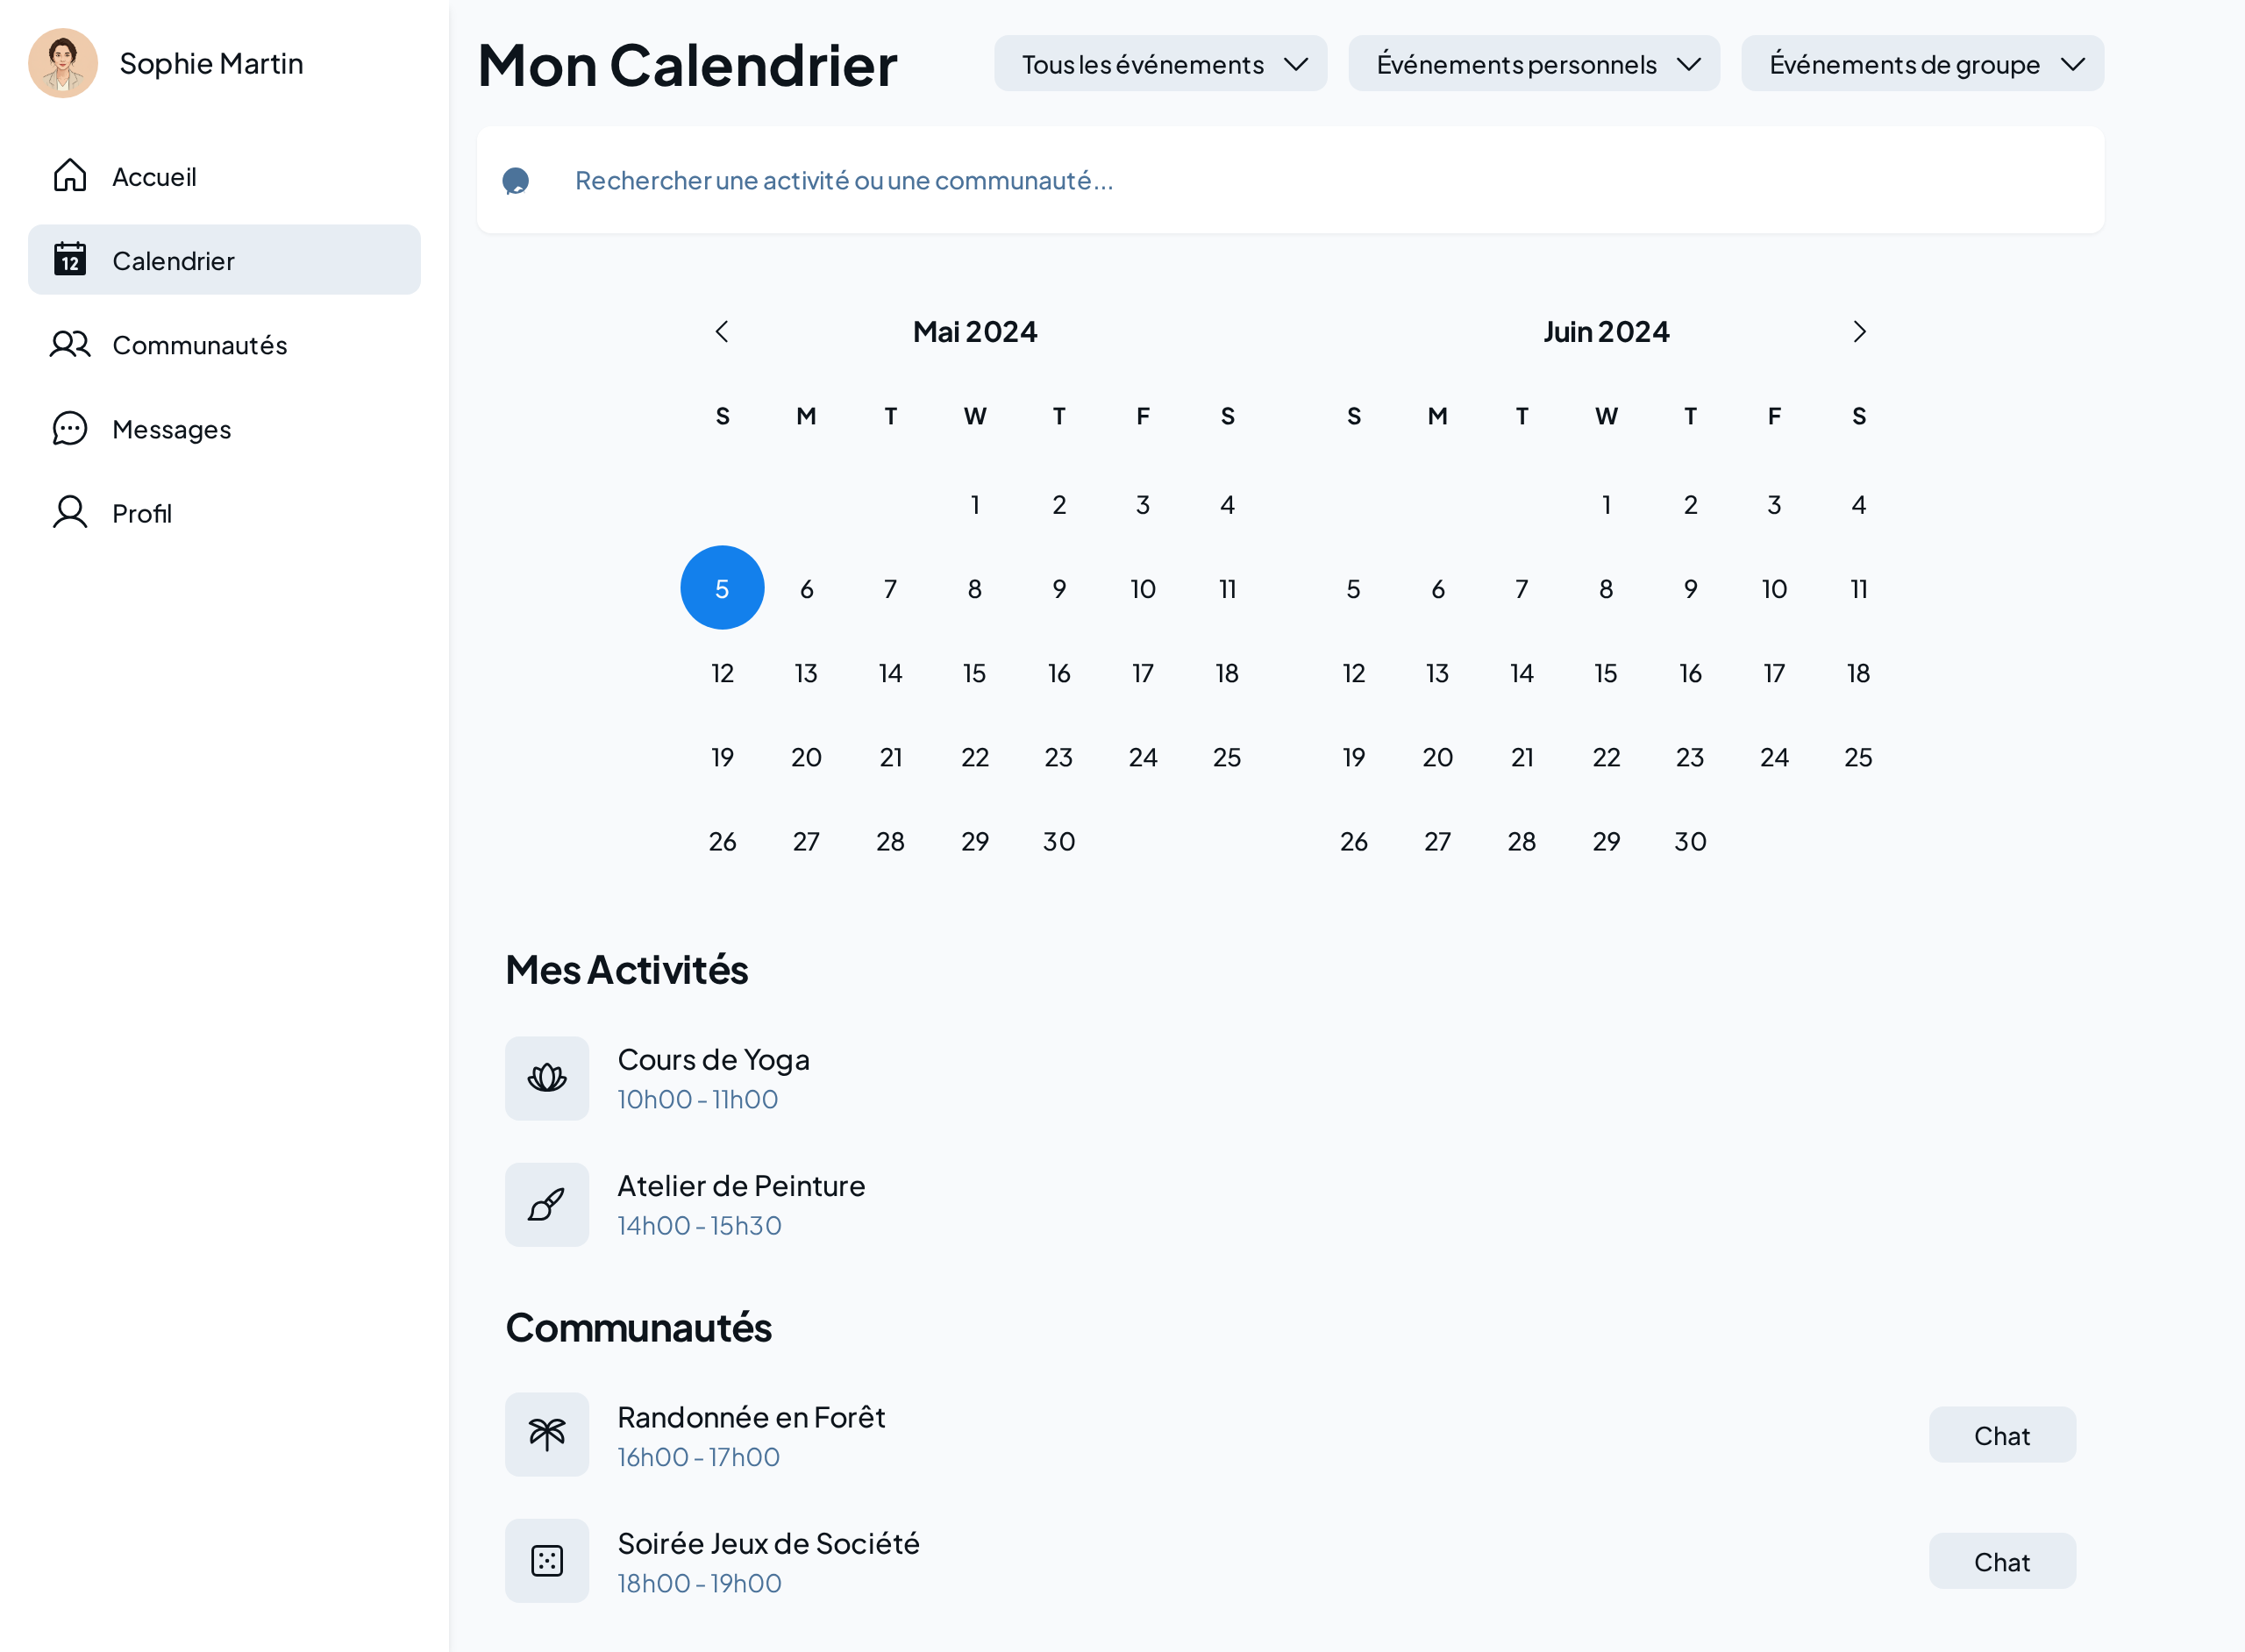 Sophie Martin
Accueil
12
Calendrier
Communautés
Messages
Profil
Mon Calendrier
Tous les événements
Événements personnels
Événements de groupe
Rechercher une activité ou une communauté...
Mai 2024
S M T W T F S
1 2 3 4
5 6 7 8 9 10 11
12 13 14 15 16 17 18
19 20 21 22 23 24 25
26 27 28 29 30
Juin 2024
S M T W T F S
1 2 3 4
5 6 7 8 9 10 11
12 13 14 15 16 17 18
19 20 21 22 23 24 25
26 27 28 29 30
Mes Activités
Cours de Yoga
10h00 - 11h00
Atelier de Peinture
14h00 - 15h30
Communautés
Randonnée en Forêt
16h00 - 17h00
Chat
Soirée Jeux de Société
18h00 - 19h00
Chat